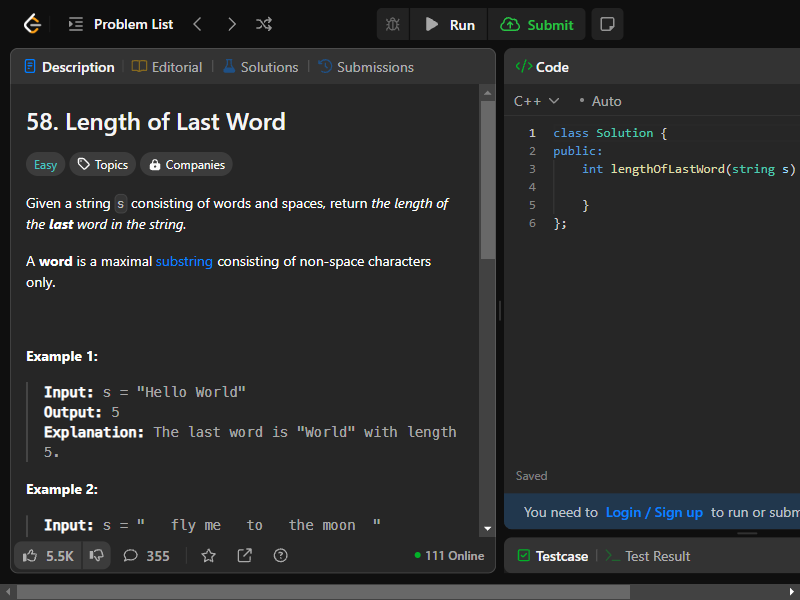 Problem List
Run
Submit
Description
Editorial
Solutions
Submissions
58. Length of Last Word
Easy
Topics
Companies
Given a string s consisting of words and spaces, return the length of
the last word in the string.
A word is a maximal substring consisting of non-space characters
only.
Example 1:
Input: s = "Hello World"
Output: 5
Explanation: The last word is "World" with length
5.
Example 2:
Input: s = "   fly me   to   the moon  "
5.5K
355
111 Online
</> Code
C++
• Auto
1 class Solution {
2 public:
3     int lengthOfLastWord(string s)
4
5     }
6 };
Saved
You need to Login / Sign up to run or subm
Testcase
>_ Test Result